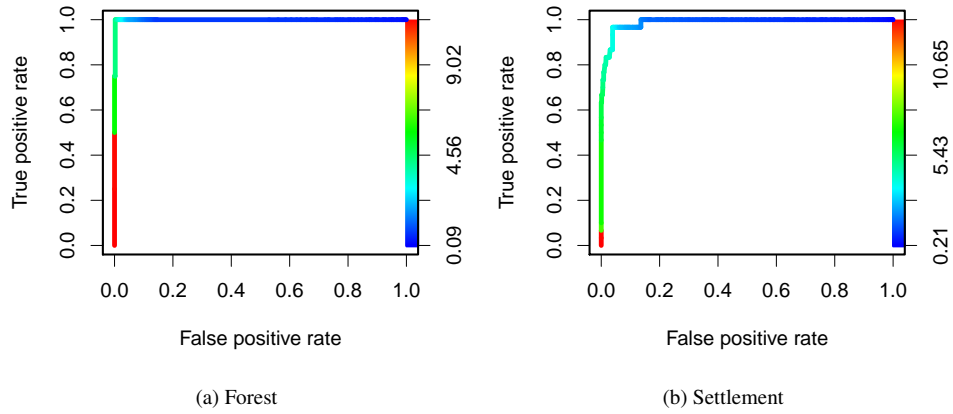 True positive rate
1.0
0.8
0.6
0.4
0.2
0.0
0.0 0.2 0.4 0.6 0.8 1.0
False positive rate
9.02
4.56
0.09
(a) Forest
True positive rate
1.0
0.8
0.6
0.4
0.2
0.0
0.0 0.2 0.4 0.6 0.8 1.0
False positive rate
10.65
5.43
0.21
(b) Settlement